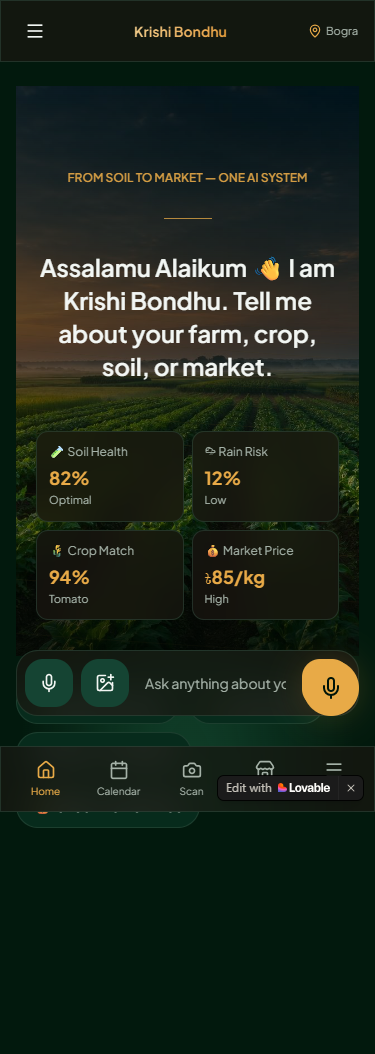 Krishi Bondhu
Bogra
FROM SOIL TO MARKET — ONE AI SYSTEM
Assalamu Alaikum 👋 I am
Krishi Bondhu. Tell me
about your farm, crop,
soil, or market.
Soil Health
82%
Optimal
Rain Risk
12%
Low
Crop Match
94%
Tomato
Market Price
৳85/kg
High
Ask anything about yo
Home
Calendar
Scan
Edit with Lovable